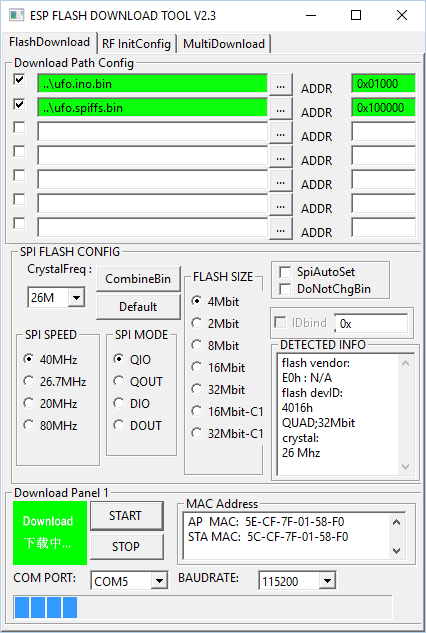 ESP FLASH DOWNLOAD TOOL V2.3
FlashDownload RF InitConfig MultiDownload
Download Path Config
..\ufo.ino.bin ... ADDR 0x01000
..\ufo.spiffs.bin ... ADDR 0x100000
... ADDR
... ADDR
... ADDR
... ADDR
... ADDR
SPI FLASH CONFIG
CrystalFreq :
26M
CombineBin
Default
SPI SPEED
40MHz
26.7MHz
20MHz
80MHz
SPI MODE
QIO
QOUT
DIO
DOUT
FLASH SIZE
4Mbit
2Mbit
8Mbit
16Mbit
32Mbit
16Mbit-C1
32Mbit-C1
SpiAutoSet
DoNotChgBin
IDbind 0x
DETECTED INFO
flash vendor:
E0h : N/A
flash devID:
4016h
QUAD;32Mbit
crystal:
26 Mhz
Download Panel 1
Download
下载中...
START
STOP
MAC Address
AP MAC: 5E-CF-7F-01-58-F0
STA MAC: 5C-CF-7F-01-58-F0
COM PORT: COM5 BAUDRATE: 115200